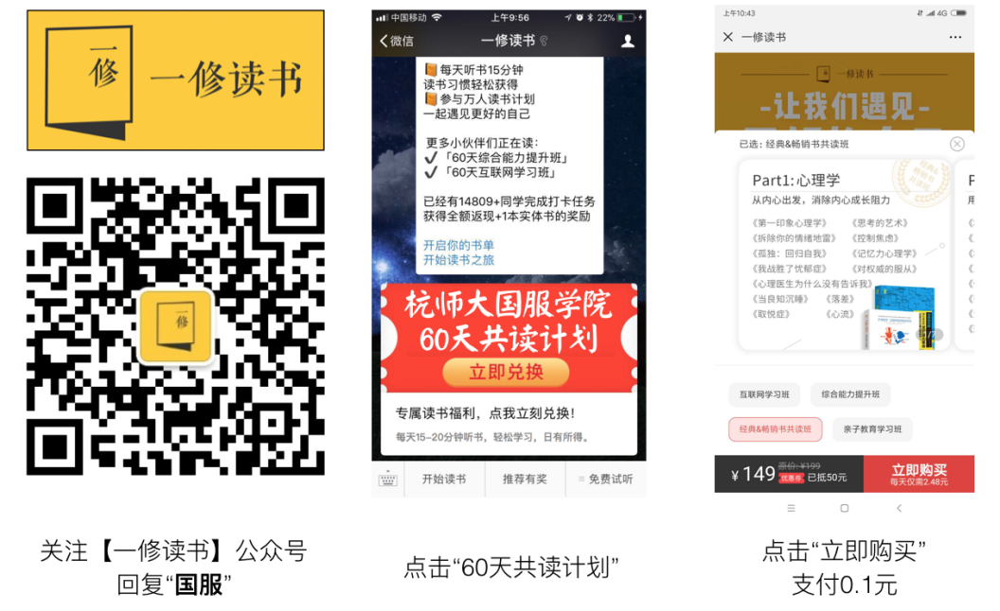 一修
一修读书
一修
关注【一修读书】公众号
回复“国服”
中国移动
上午9:56
22%
微信
一修读书
每天听书15分钟
读书习惯轻松获得
参与万人读书计划
一起遇见更好的自己
更多小伙伴们正在读：
「60天综合能力提升班」
「60天互联网学习班」
已经有14809+同学完成打卡任务
获得全额返现+1本实体书的奖励
开启你的书单
开始读书之旅
杭师大国服学院
60天共读计划
立即兑换
专属读书福利，点我立刻兑换！
每天15-20分钟听书，轻松学习，日有所得。
开始读书
推荐有奖
免费试听
点击“60天共读计划”
上午10:43
4G
一修读书
一修读书
-让我们遇见-
已选：经典&畅销书共读班
Part1:心理学
从内心出发，消除内心成长阻力
《第一印象心理学》 《思考的艺术》
《拆除你的情绪地雷》 《控制焦虑》
《孤独：回归自我》 《记忆力心理学》
《我战胜了忧郁症》 《对权威的服从》
《心理医生为什么没有告诉我》
《当良知沉睡》 《落差》
《取悦症》 《心流》
互联网学习班
综合能力提升班
经典&畅销书共读班
亲子教育学习班
¥149
原价：¥199
优惠券 已抵50元
立即购买
每天仅需2.48元
点击“立即购买”
支付0.1元